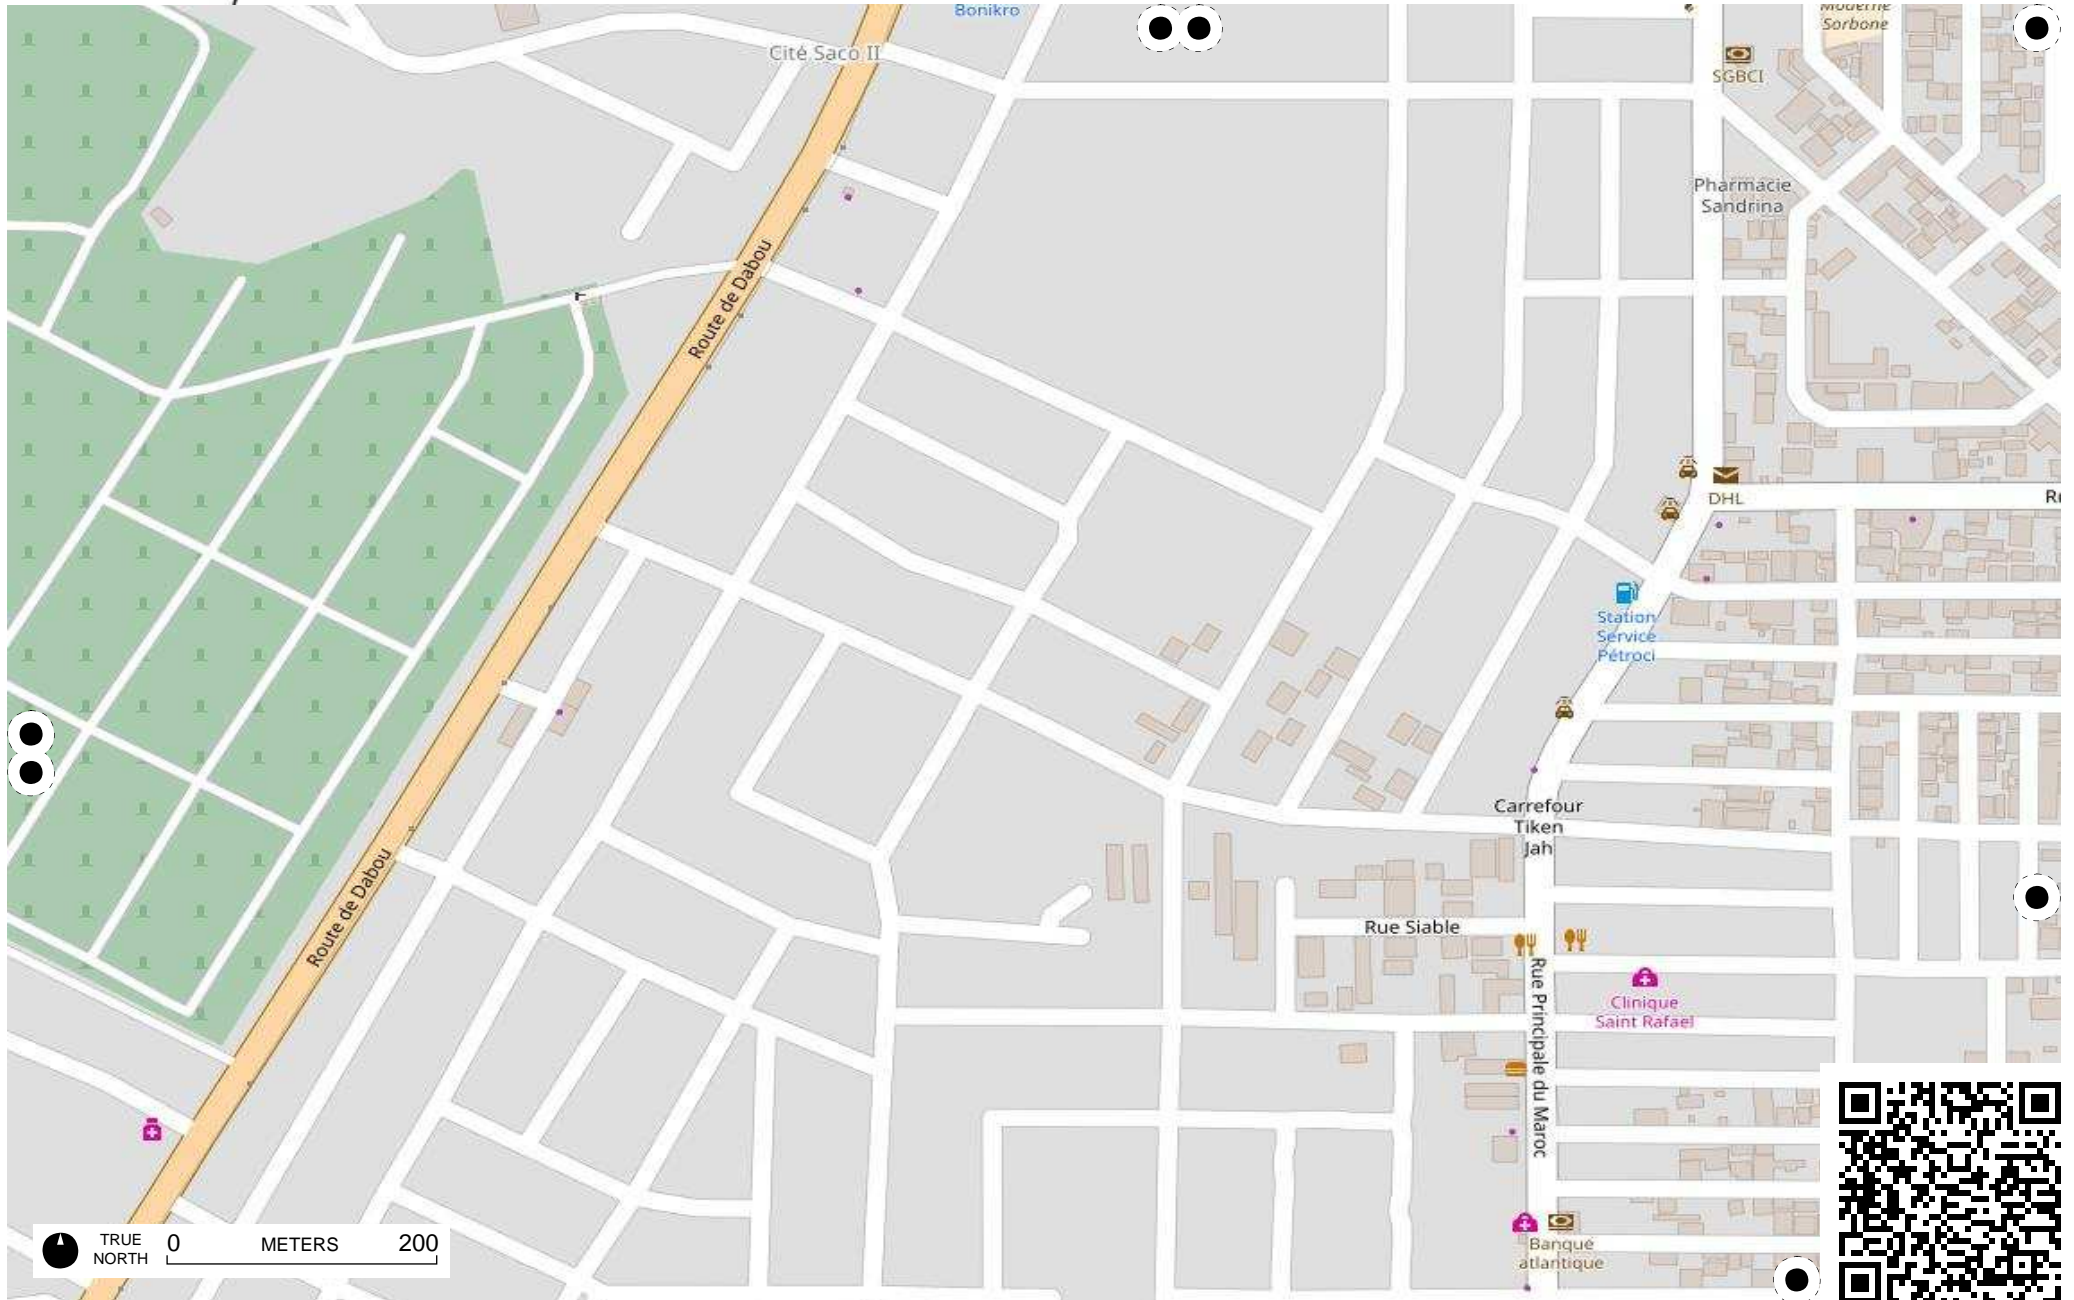 Bonikro
Moderne
Sorbone
Cité Saco II
SGBCI
Pharmacie
Sandrina
Route de Dabou
DHL
Station
Service
Pétroci
Carrefour
Tiken
Jah
Route de Dabou
Rue Siable
Rue Principale du Maroc
Clinique
Saint Rafael
Banque
atlantique
TRUE
NORTH
0 METERS 200